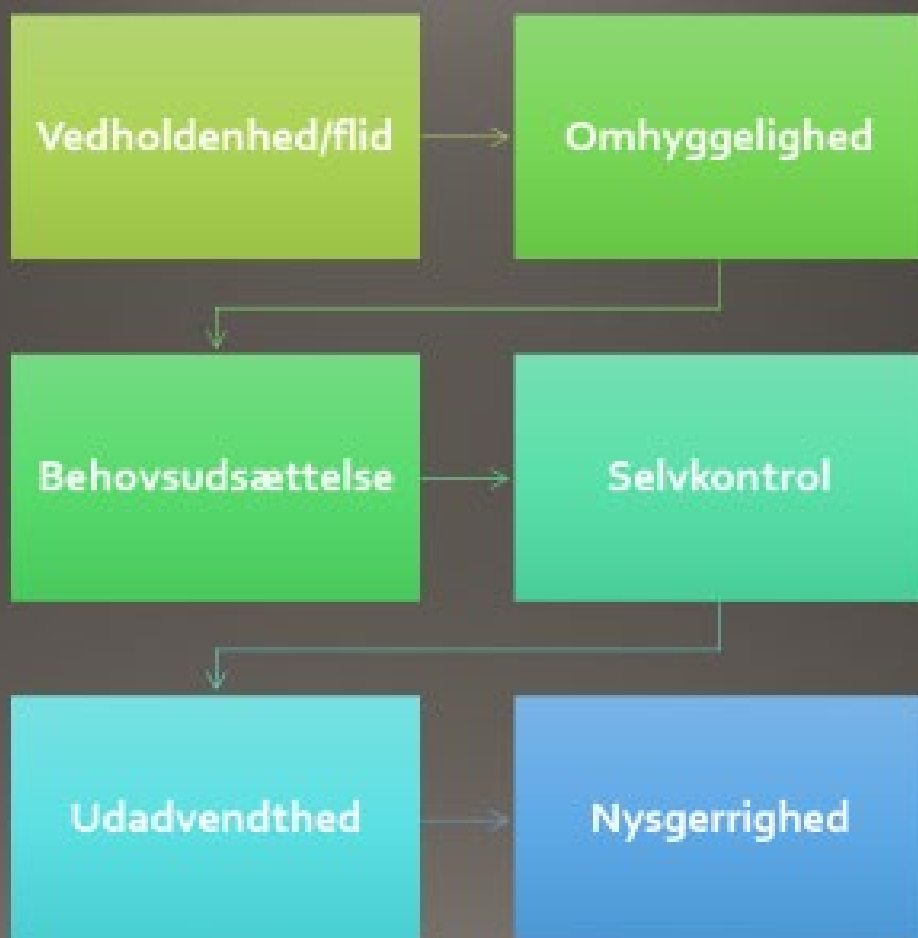 Vedholdenhed/flid
Omhyggelighed
Behovsudsættelse
Selvkontrol
Udadvendthed
Nysgerrighed